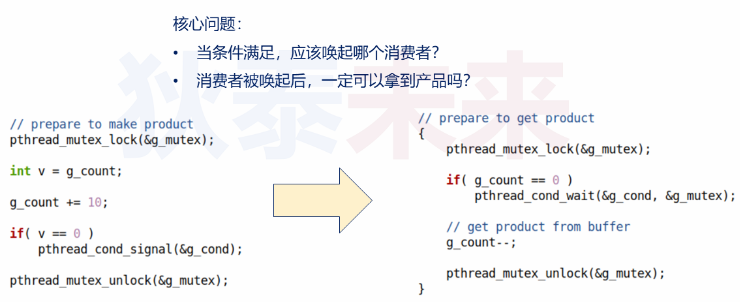 核心问题：
• 当条件满足，应该唤起哪个消费者？
• 消费者被唤起后，一定可以拿到产品吗？
狄泰未来
// prepare to make product
pthread_mutex_lock(&g_mutex);
int v = g_count;
g_count += 10;
if( v == 0 )
pthread_cond_signal(&g_cond);
pthread_mutex_unlock(&g_mutex);
// prepare to get product
{
pthread_mutex_lock(&g_mutex);
if( g_count == 0 )
pthread_cond_wait(&g_cond, &g_mutex);
// get product from buffer
g_count--;
pthread_mutex_unlock(&g_mutex);
}